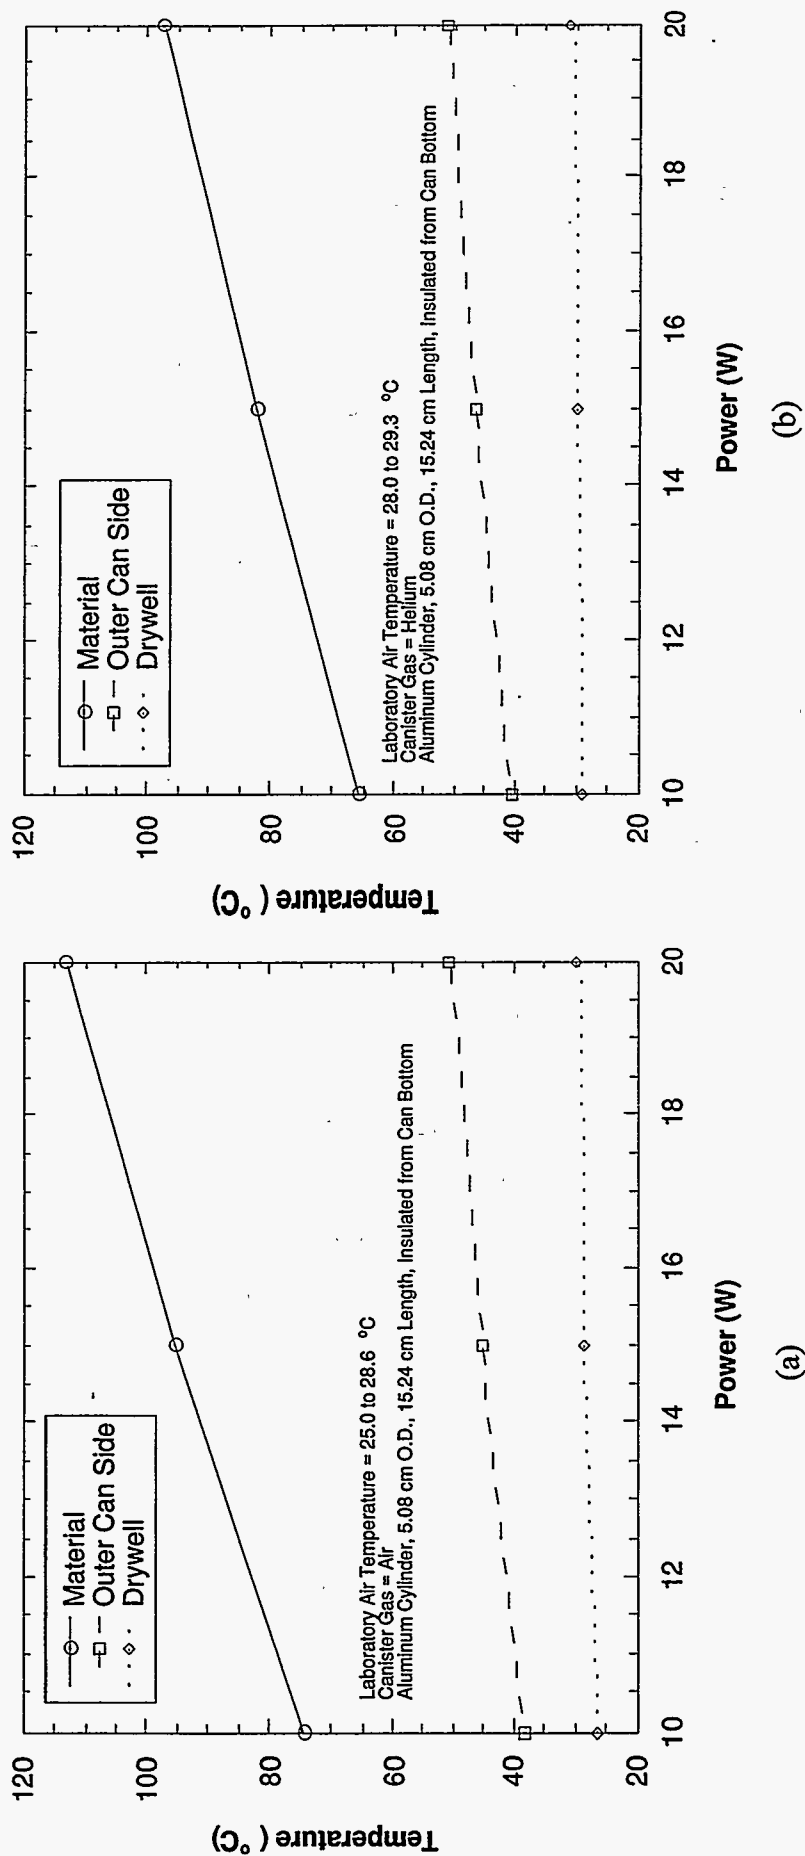 120
100
80
60
40
20
Temperature ( °C)
Material
Outer Can Side
Drywell
Laboratory Air Temperature = 25.0 to 28.6 °C
Canister Gas = Air
Aluminum Cylinder, 5.08 cm O.D., 15.24 cm Length, Insulated from Can Bottom
10
12
14
16
18
20
Power (W)
(a)
120
100
80
60
40
20
Temperature ( °C)
Material
Outer Can Side
Drywell
Laboratory Air Temperature = 28.0 to 29.3 °C
Canister Gas = Helium
Aluminum Cylinder, 5.08 cm O.D., 15.24 cm Length, Insulated from Can Bottom
10
12
14
16
18
20
Power (W)
(b)